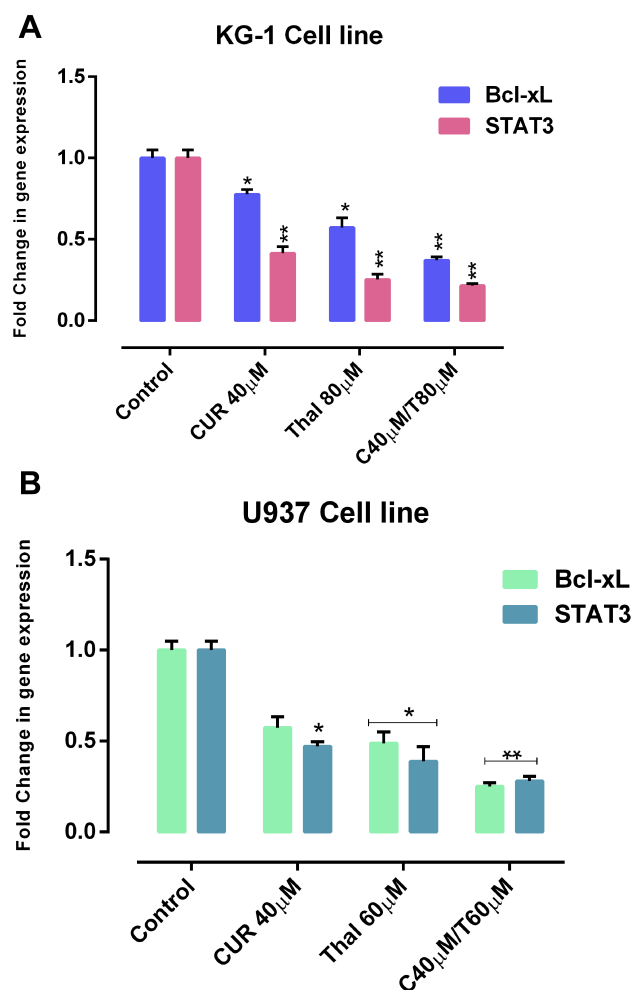 A
KG-1 Cell line
Fold Change in gene expression
1.5
1.0
0.5
0.0
Bcl-xL
STAT3
*
**
*
**
**
**
Control
CUR 40μM
Thal 80μM
C40μM/T80μM
B
U937 Cell line
Fold Change in gene expression
1.5
1.0
0.5
0.0
Bcl-xL
STAT3
*
*
**
Control
CUR 40μM
Thal 60μM
C40μM/T60μM